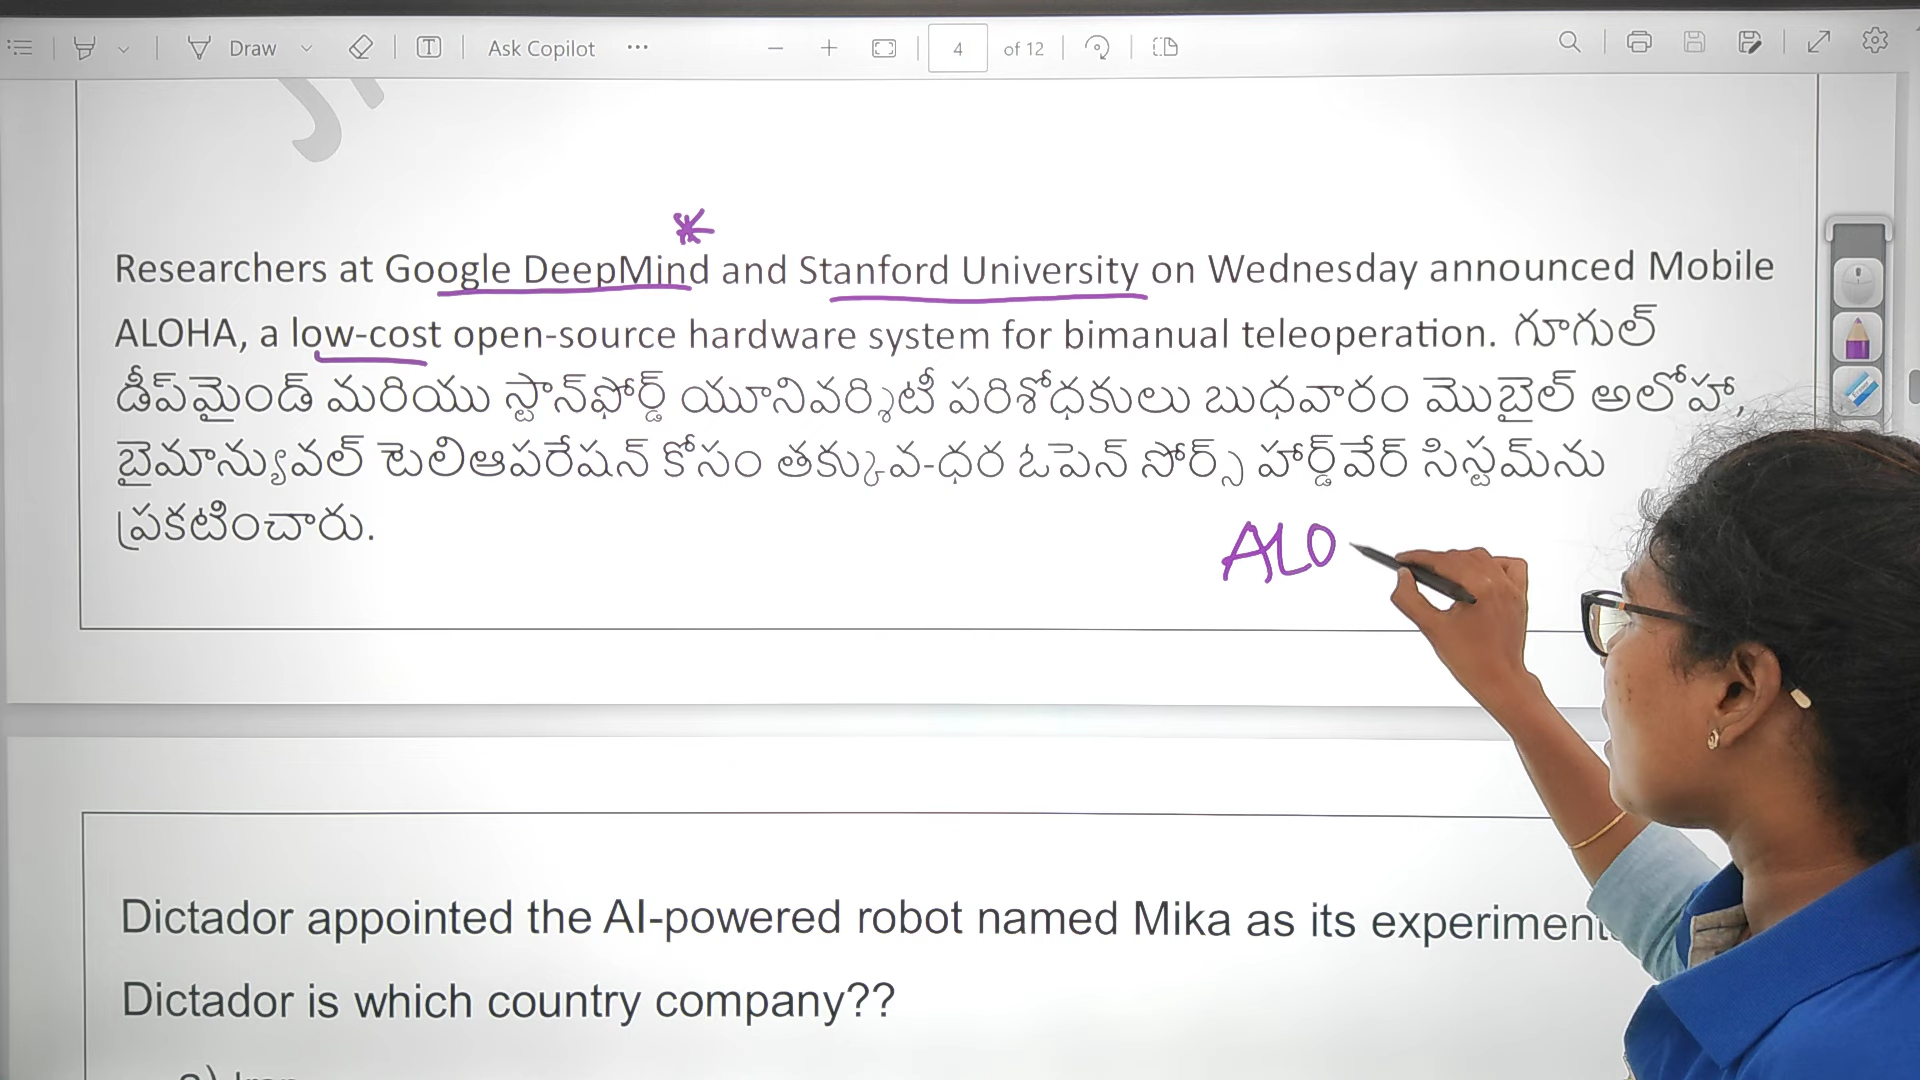 Draw
Ask Copilot
4 of 12
Researchers at Google DeepMind and Stanford University on Wednesday announced Mobile
ALOHA, a low-cost open-source hardware system for bimanual teleoperation. గూగుల్
డీప్‌మైండ్ మరియు స్టాన్‌ఫోర్డ్ యూనివర్శిటీ పరిశోధకులు బుధవారం మొబైల్ అలోహా,
బైమాన్యువల్ టెలిఆపరేషన్ కోసం తక్కువ-ధర ఓపెన్ సోర్స్ హార్డ్‌వేర్ సిస్టమ్‌ను
ప్రకటించారు.
ALO
Dictador appointed the AI-powered robot named Mika as its
Dictador is which country company??